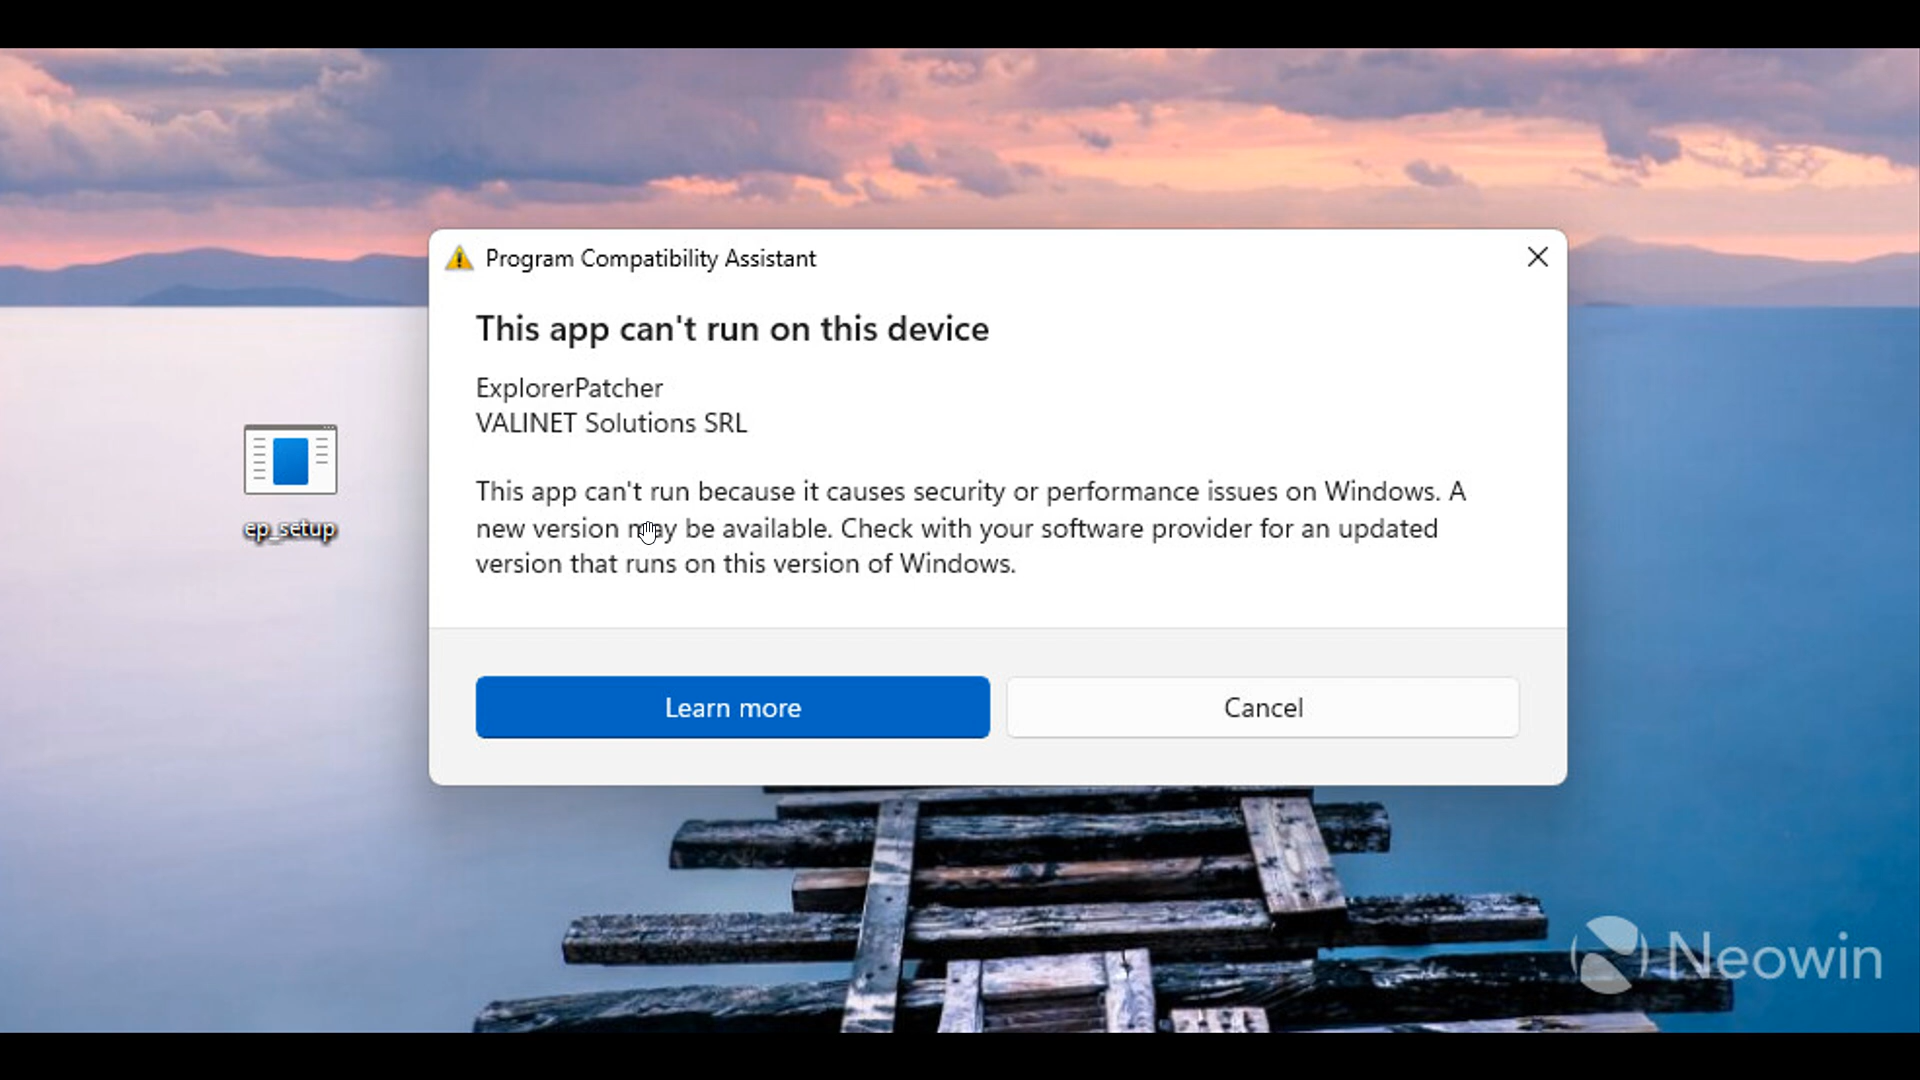 Program Compatibility Assistant
This app can't run on this device
ExplorerPatcher
VALINET Solutions SRL
This app can't run because it causes security or performance issues on Windows. A
new version may be available. Check with your software provider for an updated
version that runs on this version of Windows.
ep_setup
Learn more
Cancel
Neowin